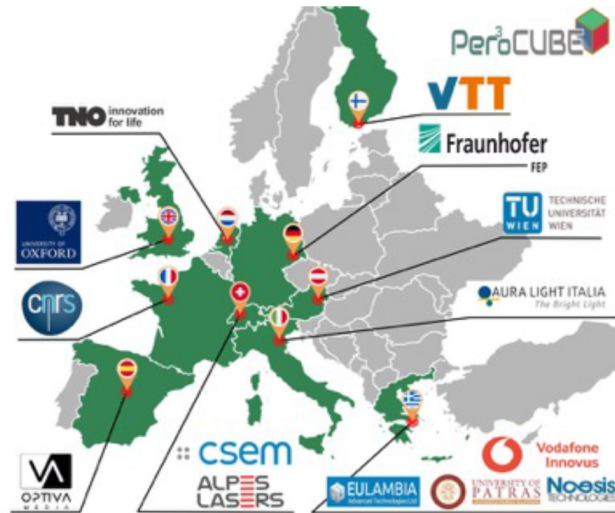 Per³CUBE
TNO innovation
for life
VTT
Fraunhofer
FEP
UNIVERSITY OF
OXFORD
TU
WIEN
TECHNISCHE
UNIVERSITÄT
WIEN
cnrs
AURA LIGHT ITALIA
The Bright Light
VA
OPTIVA
MEDIA
csem
ALPES
LASERS
Vodafone
Innovus
EULAMBIA
Advanced Technologies Ltd
UNIVERSITY OF
PATRAS
Noesis
TECHNOLOGIES